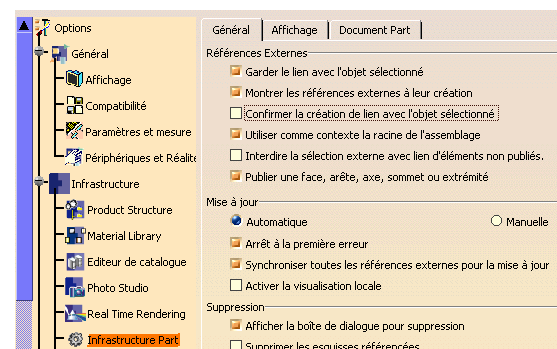 Options
Général
Affichage
Compatibilité
Paramètres et mesure
Périphériques et Réalite
Infrastructure
Product Structure
Material Library
Editeur de catalogue
Photo Studio
Real Time Rendering
Infrastructure Part
Général Affichage Document Part
Références Externes
Garder le lien avec l'objet sélectionné
Montrer les références externes à leur création
Confirmer la création de lien avec l'objet sélectionné
Utiliser comme contexte la racine de l'assemblage
Interdire la sélection externe avec lien d'éléments non publiés.
Publier une face, arête, axe, sommet ou extrémité
Mise à jour
Automatique Manuelle
Arrêt à la première erreur
Synchroniser toutes les références externes pour la mise à jour
Activer la visualisation locale
Suppression
Afficher la boîte de dialogue pour suppression
Supprimer les esquisses référencées